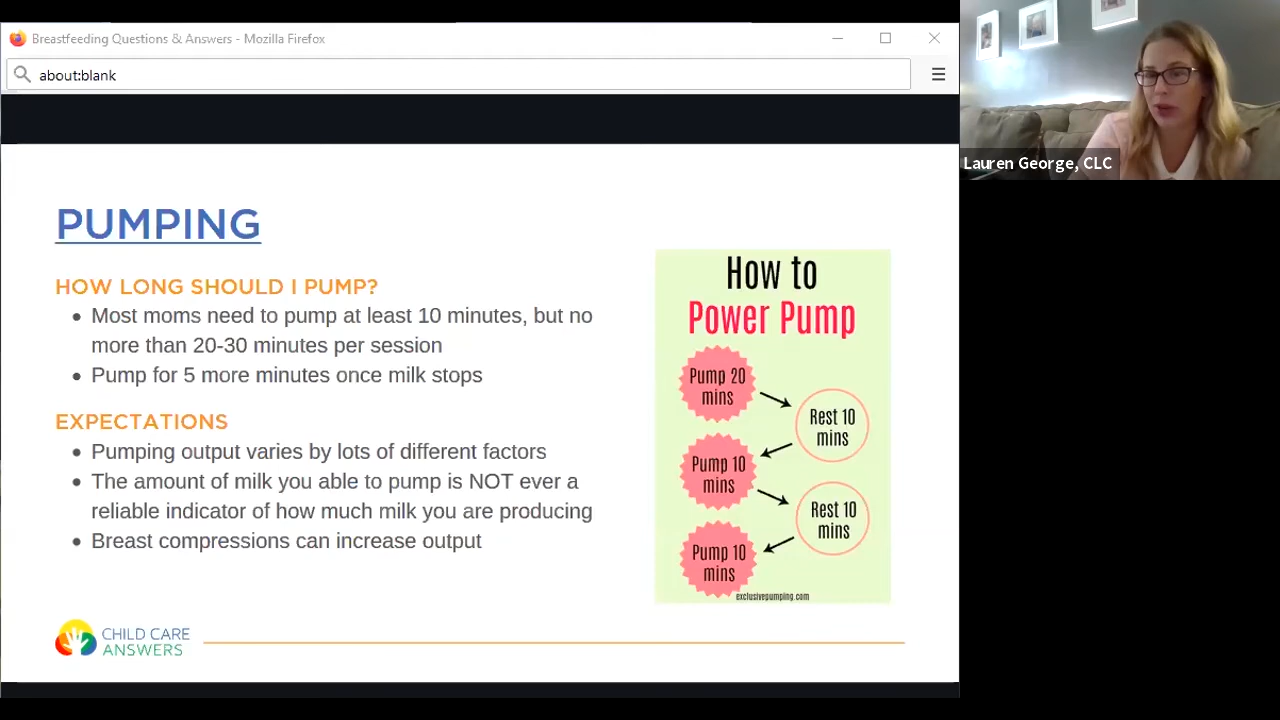 Breastfeeding Questions & Answers - Mozilla Firefox
about:blank
Lauren George, CLC
PUMPING
HOW LONG SHOULD I PUMP?
• Most moms need to pump at least 10 minutes, but no
more than 20-30 minutes per session
• Pump for 5 more minutes once milk stops
EXPECTATIONS
• Pumping output varies by lots of different factors
• The amount of milk you able to pump is NOT ever a
reliable indicator of how much milk you are producing
• Breast compressions can increase output
How to
Power Pump
Pump 20
mins
Rest 10
mins
Pump 10
mins
Rest 10
mins
Pump 10
mins
exclusivepumping.com
CHILD CARE
ANSWERS